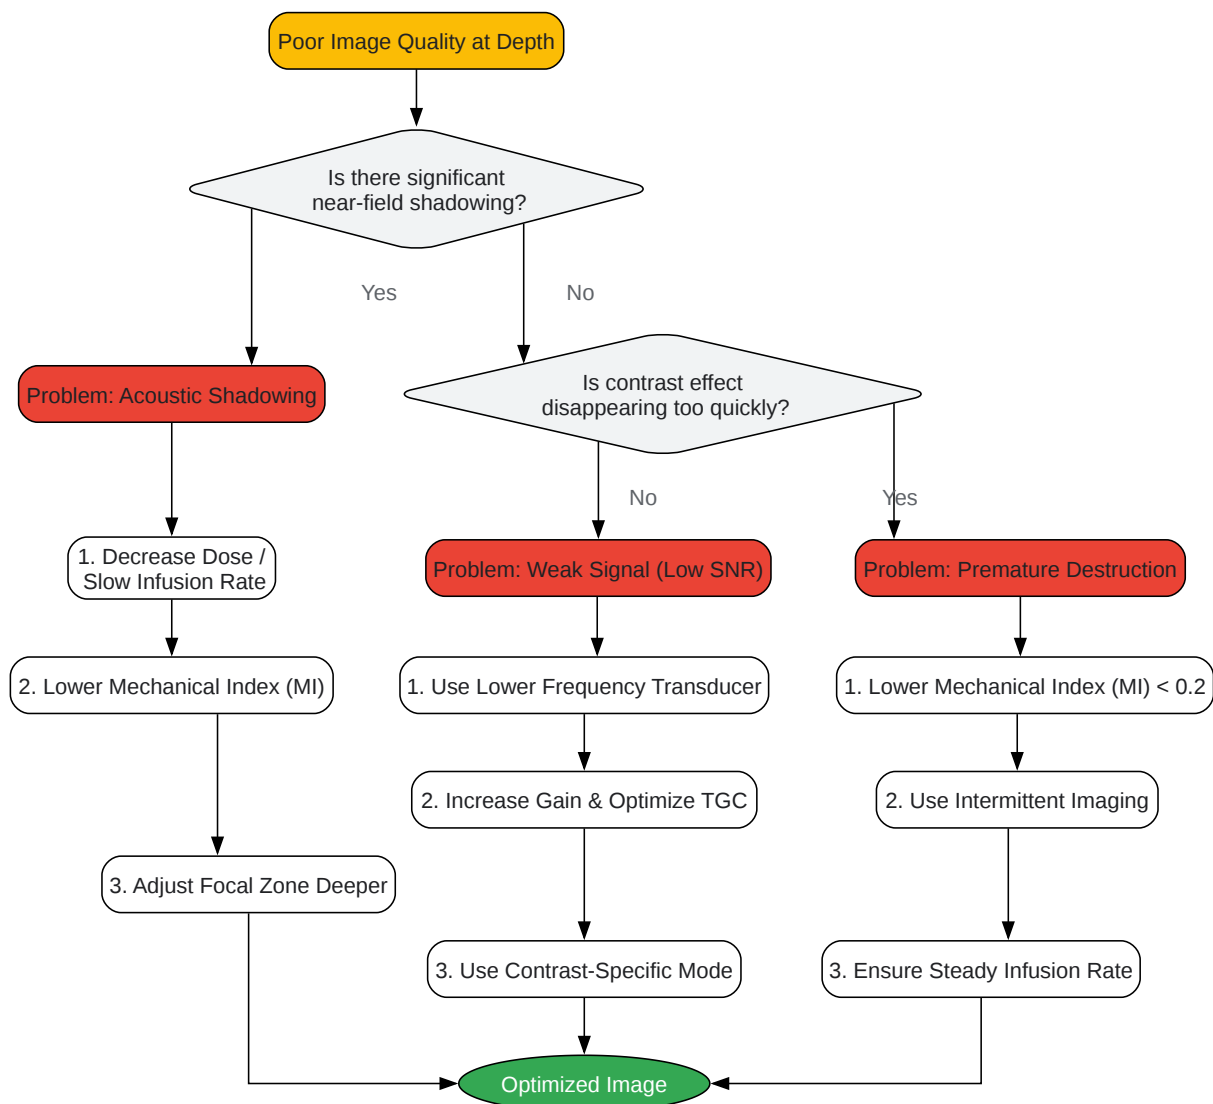 Poor Image Quality at Depth
Is there significant
near-field shadowing?
Yes
No
Problem: Acoustic Shadowing
Is contrast effect
disappearing too quickly?
No
Yes
1. Decrease Dose /
Slow Infusion Rate
Problem: Weak Signal (Low SNR)
Problem: Premature Destruction
2. Lower Mechanical Index (MI)
1. Use Lower Frequency Transducer
1. Lower Mechanical Index (MI) < 0.2
2. Increase Gain & Optimize TGC
2. Use Intermittent Imaging
3. Adjust Focal Zone Deeper
3. Use Contrast-Specific Mode
3. Ensure Steady Infusion Rate
Optimized Image